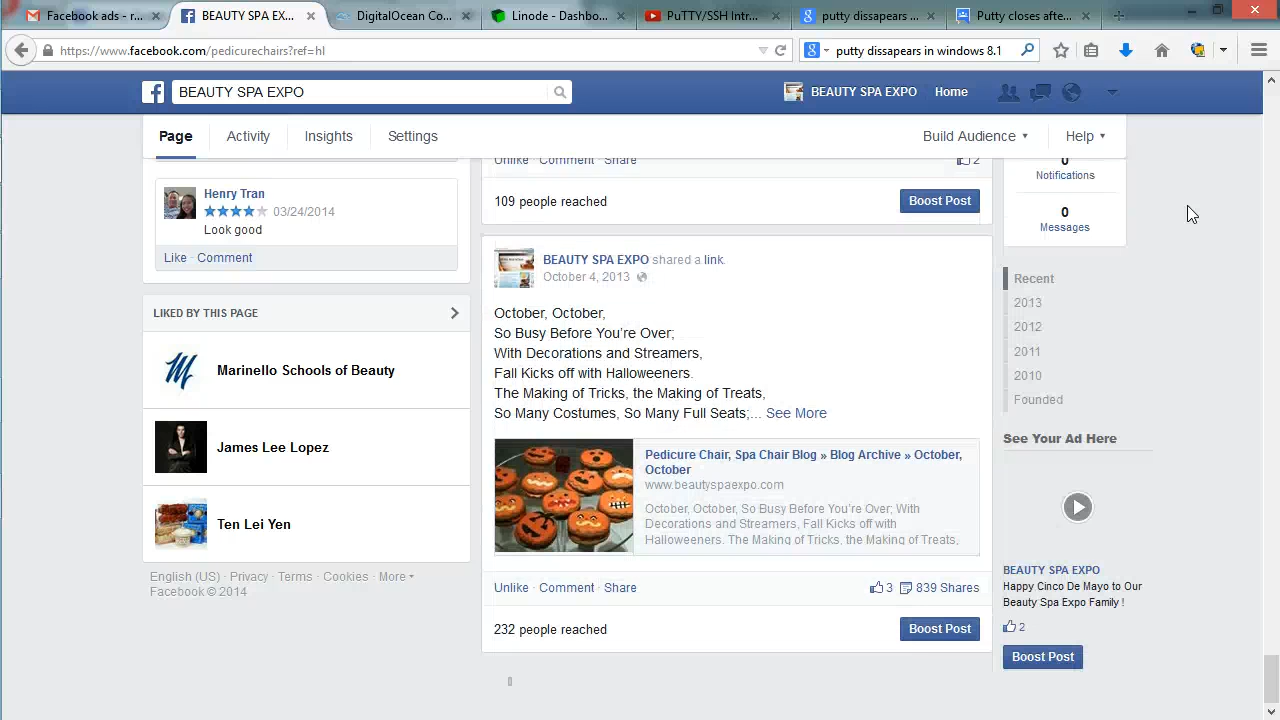 Facebook ads - r...
BEAUTY SPA EX...
DigitalOcean Co...
Linode - Dashbo...
PuTTY/SSH Intr...
putty dissapears ...
Putty closes afte...
https://www.facebook.com/pedicurechairs?ref=hl
putty dissapears in windows 8.1
BEAUTY SPA EXPO
BEAUTY SPA EXPO
Home
Page
Activity
Insights
Settings
Build Audience
Help
Henry Tran
03/24/2014
Look good
Like · Comment
LIKED BY THIS PAGE
Marinello Schools of Beauty
James Lee Lopez
Ten Lei Yen
English (US) · Privacy · Terms · Cookies · More
Facebook © 2014
Unlike · Comment · Share
2
109 people reached
Boost Post
BEAUTY SPA EXPO shared a link.
October 4, 2013
October, October,
So Busy Before You’re Over;
With Decorations and Streamers,
Fall Kicks off with Halloweeners.
The Making of Tricks, the Making of Treats,
So Many Costumes, So Many Full Seats;... See More
Pedicure Chair, Spa Chair Blog » Blog Archive » October,
October
www.beautyspaexpo.com
October, October, So Busy Before You’re Over; With
Decorations and Streamers, Fall Kicks off with
Halloweeners. The Making of Tricks, the Making of Treats,
Unlike · Comment · Share
3
839 Shares
232 people reached
Boost Post
0
Notifications
0
Messages
Recent
2013
2012
2011
2010
Founded
See Your Ad Here
BEAUTY SPA EXPO
Happy Cinco De Mayo to Our
Beauty Spa Expo Family !
2
Boost Post